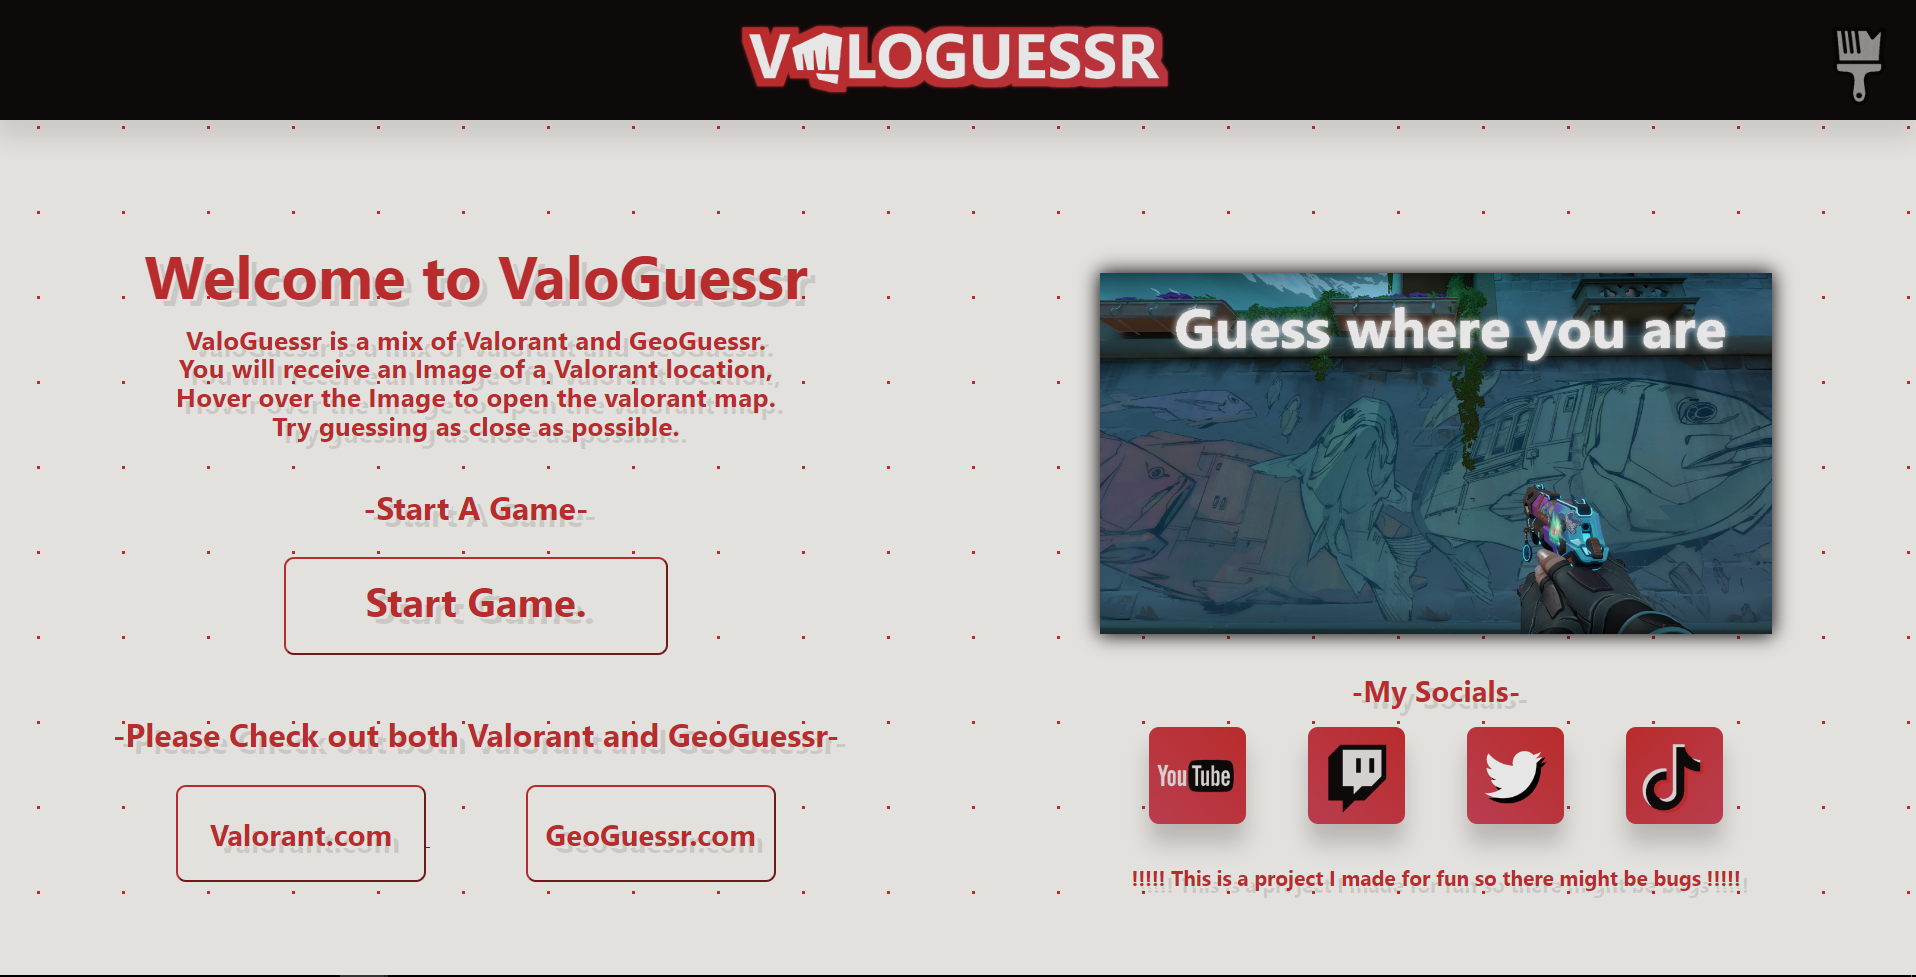 VALOGUESSR
Welcome to ValoGuessr
ValoGuessr is a mix of Valorant and GeoGuessr.
You will receive an Image of a Valorant location,
Hover over the Image to open the valorant map.
Try guessing as close as possible.
-Start A Game-
Start Game.
-Please Check out both Valorant and GeoGuessr-
Valorant.com
GeoGuessr.com
Guess where you are
-My Socials-
YouTube
!!!!! This is a project I made for fun so there might be bugs !!!!!